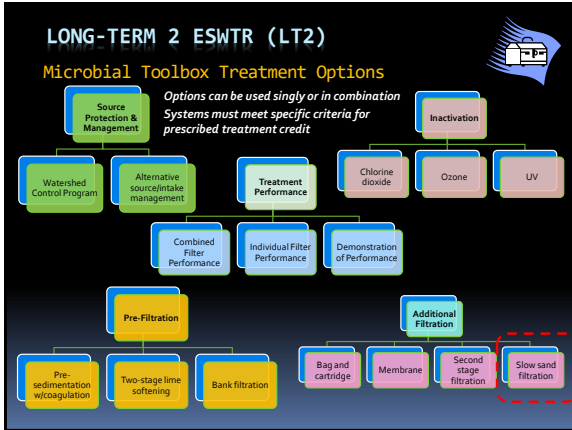 LONG-TERM 2 ESWTR (LT2)
Microbial Toolbox Treatment Options
Options can be used singly or in combination
Systems must meet specific criteria for
prescribed treatment credit
Source
Protection &
Management
Watershed
Control Program
Alternative
source/intake
management
Inactivation
Chlorine
dioxide
Ozone
UV
Treatment
Performance
Combined
Filter
Performance
Individual Filter
Performance
Demonstration
of Performance
Pre-Filtration
Pre-
sedimentation
w/coagulation
Two-stage lime
softening
Bank filtration
Additional
Filtration
Bag and
cartridge
Membrane
Second
stage
filtration
Slow sand
filtration